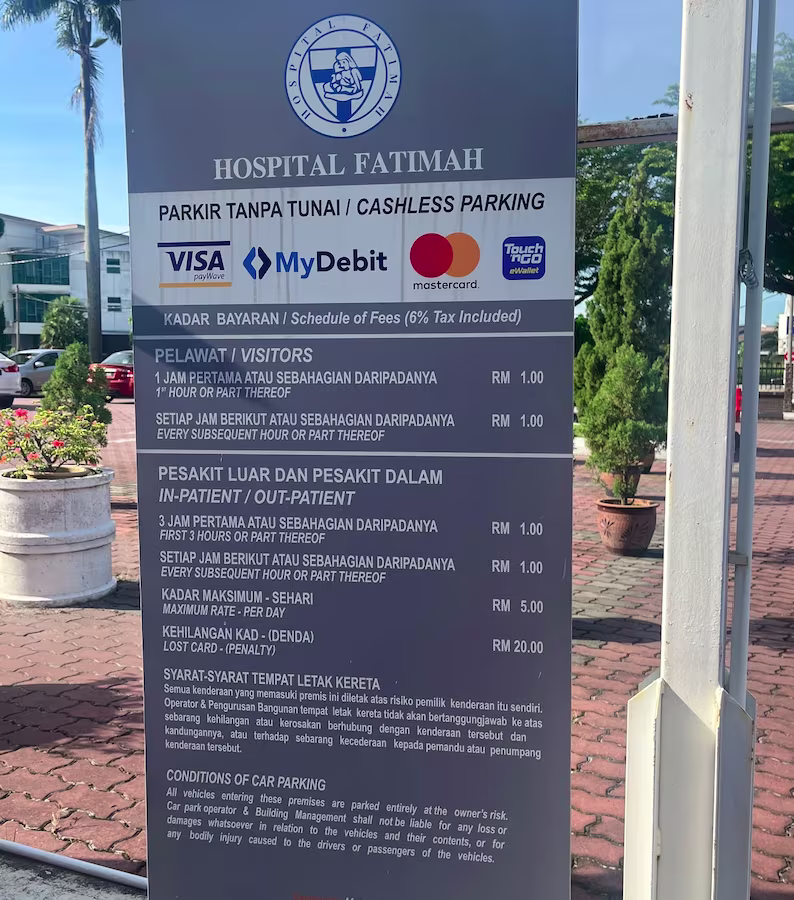 HOSPITAL FATIMAH
HOSPITAL FATIMAH
PARKIR TANPA TUNAI / CASHLESS PARKING
VISA
payWave
MyDebit
mastercard.
Touch
'nGO
eWallet
KADAR BAYARAN / Schedule of Fees (6% Tax Included)
PELAWAT / VISITORS
1 JAM PERTAMA ATAU SEBAHAGIAN DARIPADANYA RM 1.00
1ST HOUR OR PART THEREOF
SETIAP JAM BERIKUT ATAU SEBAHAGIAN DARIPADANYA RM 1.00
EVERY SUBSEQUENT HOUR OR PART THEREOF
PESAKIT LUAR DAN PESAKIT DALAM
IN-PATIENT / OUT-PATIENT
3 JAM PERTAMA ATAU SEBAHAGIAN DARIPADANYA RM 1.00
FIRST 3 HOURS OR PART THEREOF
SETIAP JAM BERIKUT ATAU SEBAHAGIAN DARIPADANYA RM 1.00
EVERY SUBSEQUENT HOUR OR PART THEREOF
KADAR MAKSIMUM - SEHARI RM 5.00
MAXIMUM RATE - PER DAY
KEHILANGAN KAD - (DENDA) RM 20.00
LOST CARD - (PENALTY)
SYARAT-SYARAT TEMPAT LETAK KERETA
Semua kenderaan yang memasuki premis ini diletak atas risiko pemilik kenderaan itu sendiri.
Operator & Pengurusan Bangunan tempat letak kereta tidak akan bertanggungjawab ke atas
sebarang kehilangan atau kerosakan berhubung dengan kenderaan tersebut dan
kandungannya, atau terhadap sebarang kecederaan kepada pemandu atau penumpang
kenderaan tersebut.
CONDITIONS OF CAR PARKING
All vehicles entering these premises are parked entirely at the owner's risk.
Car park operator & Building Management shall not be liable for any loss or
damages whatsoever in relation to the vehicles and their contents, or for
any bodily injury caused to the drivers or passengers of the vehicles.